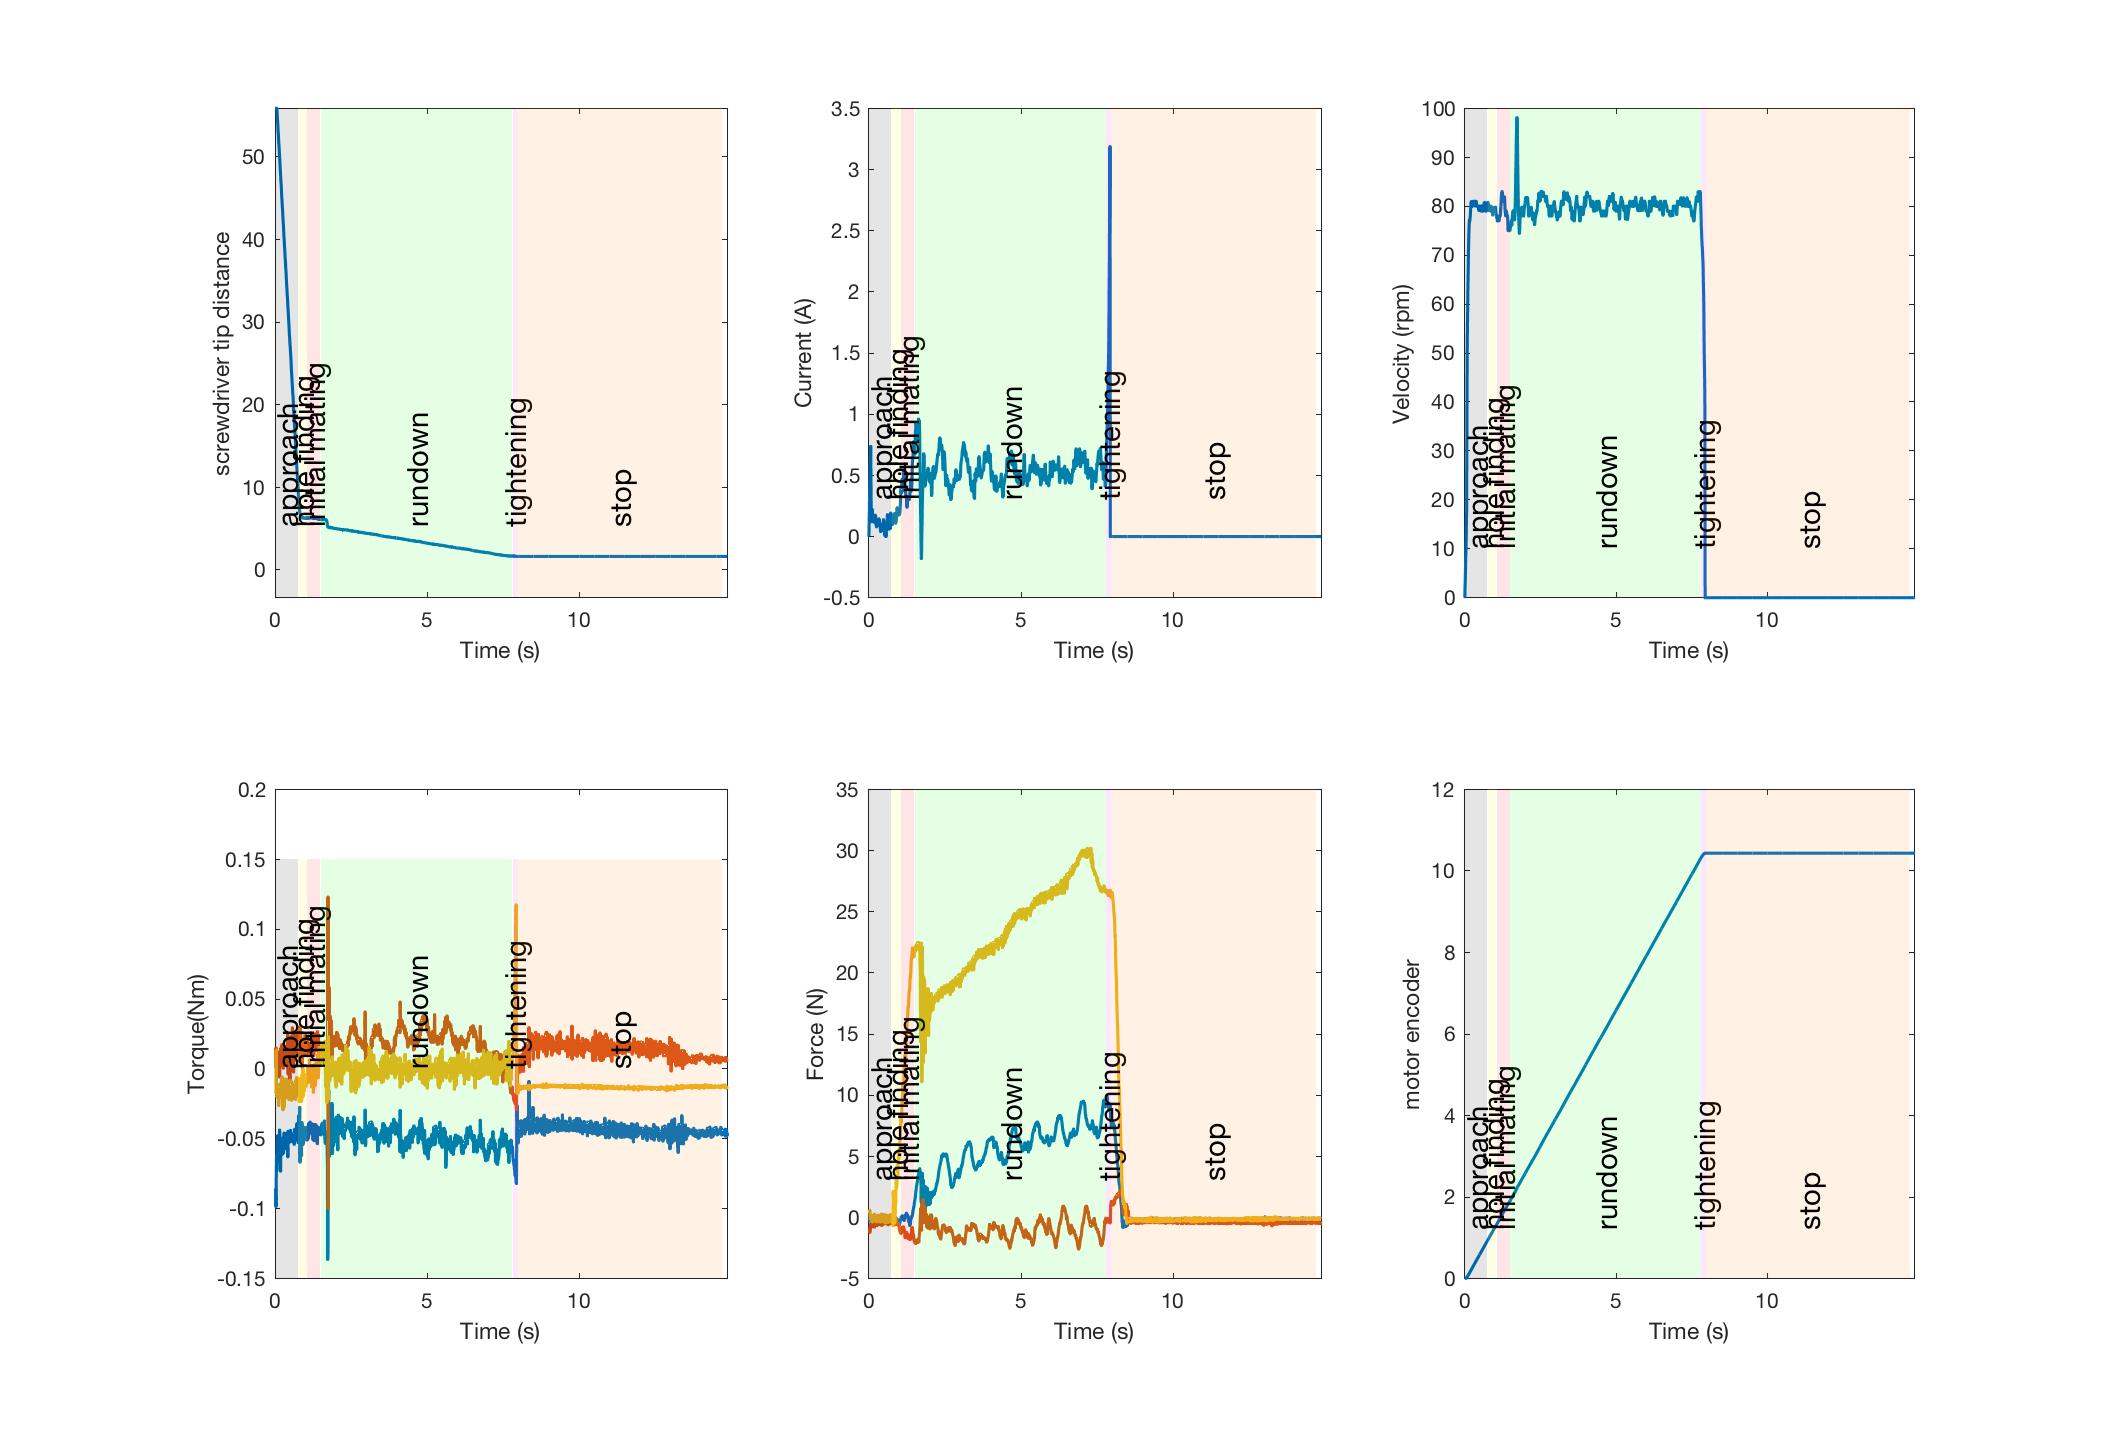 screwdriver tip distance
50
40
30
20
10
0
0 5 10
Time (s)
approach
hole finding
initial mating
rundown
tightening
stop
Current (A)
3.5
3
2.5
2
1.5
1
0.5
0
-0.5
0 5 10
Time (s)
approach
hole finding
initial mating
rundown
tightening
stop
Velocity (rpm)
100
90
80
70
60
50
40
30
20
10
0
0 5 10
Time (s)
approach
hole finding
initial mating
rundown
tightening
stop
Torque(Nm)
0.2
0.15
0.1
0.05
0
-0.05
-0.1
-0.15
0 5 10
Time (s)
approach
hole finding
initial mating
rundown
tightening
stop
Force (N)
35
30
25
20
15
10
5
0
-5
0 5 10
Time (s)
approach
hole finding
initial mating
rundown
tightening
stop
motor encoder
12
10
8
6
4
2
0
0 5 10
Time (s)
approach
hole finding
initial mating
rundown
tightening
stop